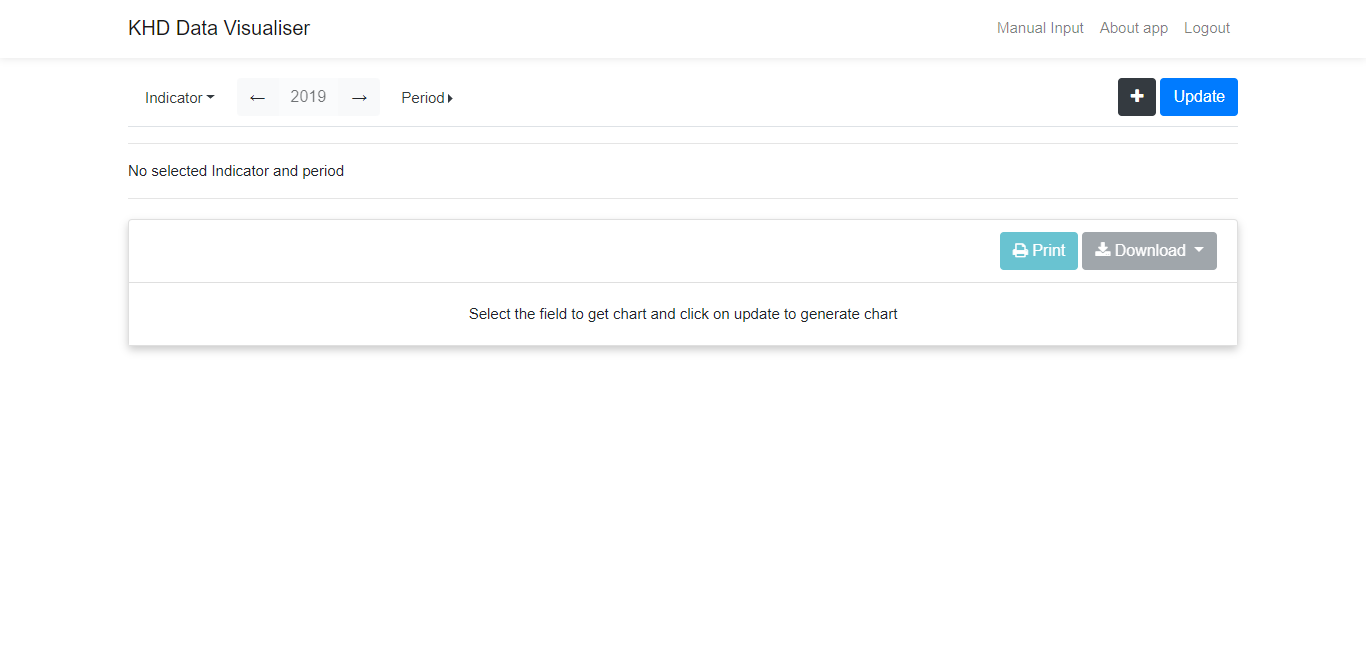 KHD Data Visualiser Manual Input About app Logout
Indicator ← 2019 → Period + Update
No selected Indicator and period
Print Download
Select the field to get chart and click on update to generate chart